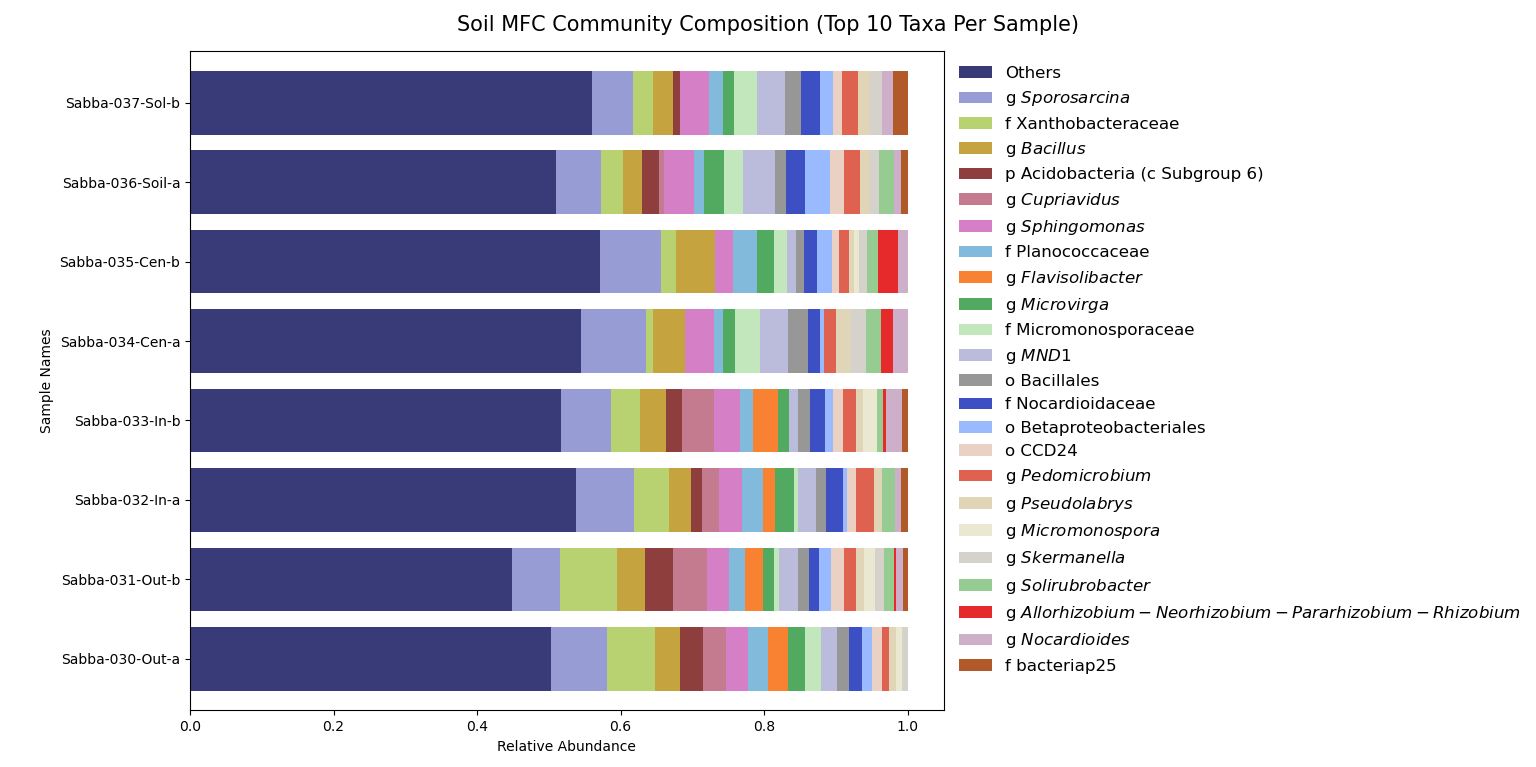 Soil MFC Community Composition (Top 10 Taxa Per Sample)
Sabba-037-Sol-b
Sabba-036-Soil-a
Sabba-035-Cen-b
Sabba-034-Cen-a
Sabba-033-In-b
Sabba-032-In-a
Sabba-031-Out-b
Sabba-030-Out-a
Sample Names
0.0 0.2 0.4 0.6 0.8 1.0
Relative Abundance
Others
g Sporosarcina
f Xanthobacteraceae
g Bacillus
p Acidobacteria (c Subgroup 6)
g Cupriavidus
g Sphingomonas
f Planococcaceae
g Flavisolibacter
g Microvirga
f Micromonosporaceae
g MND1
o Bacillales
f Nocardioidaceae
o Betaproteobacteriales
o CCD24
g Pedomicrobium
g Pseudolabrys
g Micromonospora
g Skermanella
g Solirubrobacter
g Allorhizobium − Neorhizobium − Pararhizobium − Rhizobium
g Nocardioides
f bacteriap25